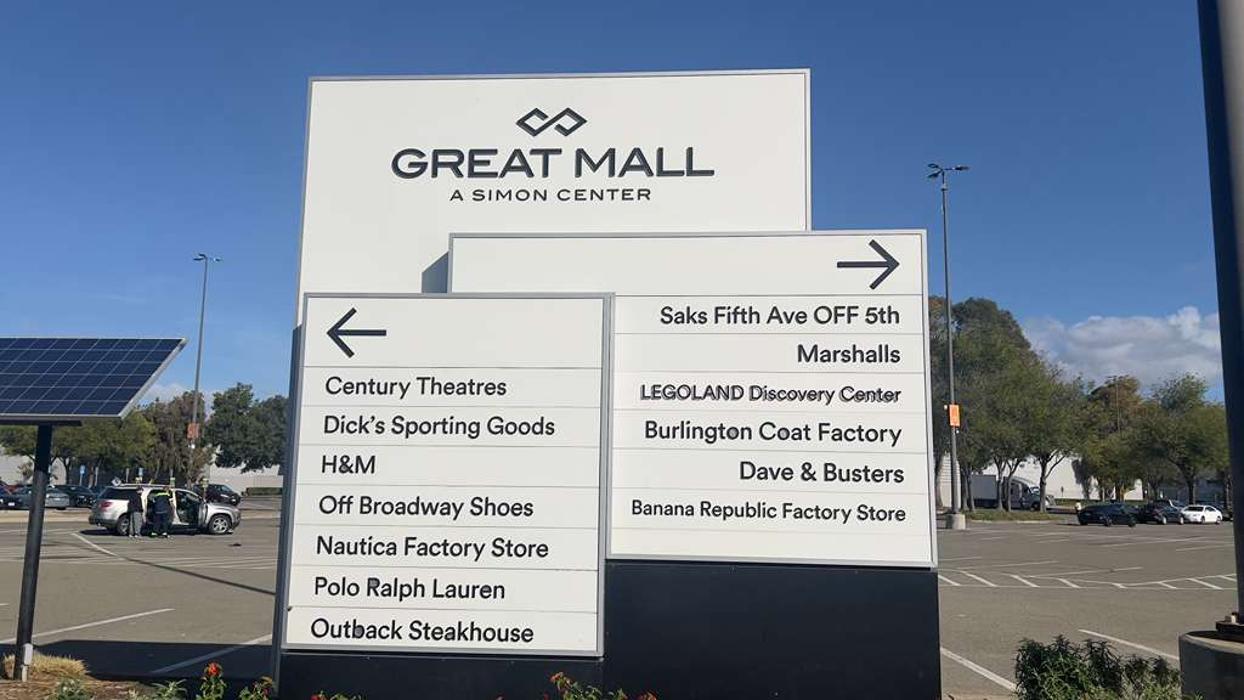 GREAT MALL
A SIMON CENTER
Century Theatres
Dick's Sporting Goods
H&M
Off Broadway Shoes
Nautica Factory Store
Polo Ralph Lauren
Outback Steakhouse
Saks Fifth Ave OFF 5th
Marshalls
LEGOLAND Discovery Center
Burlington Coat Factory
Dave & Busters
Banana Republic Factory Store